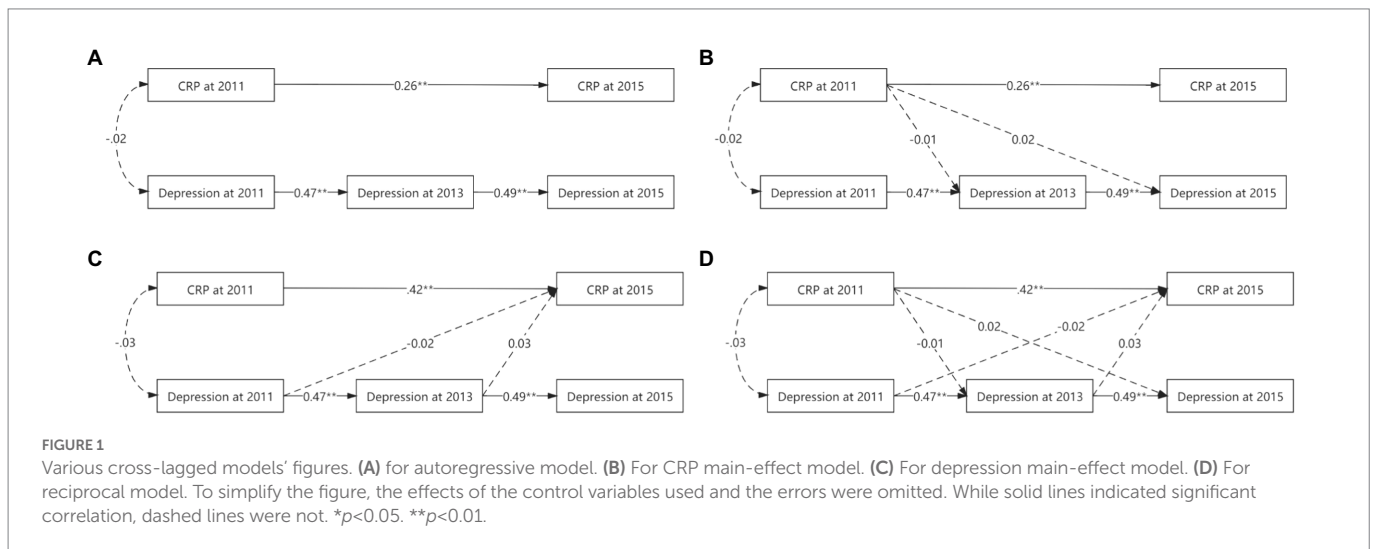 A
B
CRP at 2011
0.26**
CRP at 2015
CRP at 2011
0.26**
CRP at 2015
-.02
-0.02
-0.01
0.02
Depression at 2011
0.47**
Depression at 2013
0.49**
Depression at 2015
Depression at 2011
0.47**
Depression at 2013
0.49**
Depression at 2015
C
D
CRP at 2011
.42**
CRP at 2015
CRP at 2011
.42**
CRP at 2015
-.03
-0.02
0.03
-.03
-0.01
0.02
-0.02
0.03
Depression at 2011
0.47**
Depression at 2013
0.49**
Depression at 2015
Depression at 2011
0.47**
Depression at 2013
0.49**
Depression at 2015
FIGURE 1
Various cross-lagged models’ figures. (A) for autoregressive model. (B) For CRP main-effect model. (C) For depression main-effect model. (D) For
reciprocal model. To simplify the figure, the effects of the control variables used and the errors were omitted. While solid lines indicated significant
correlation, dashed lines were not. *p<0.05. **p<0.01.